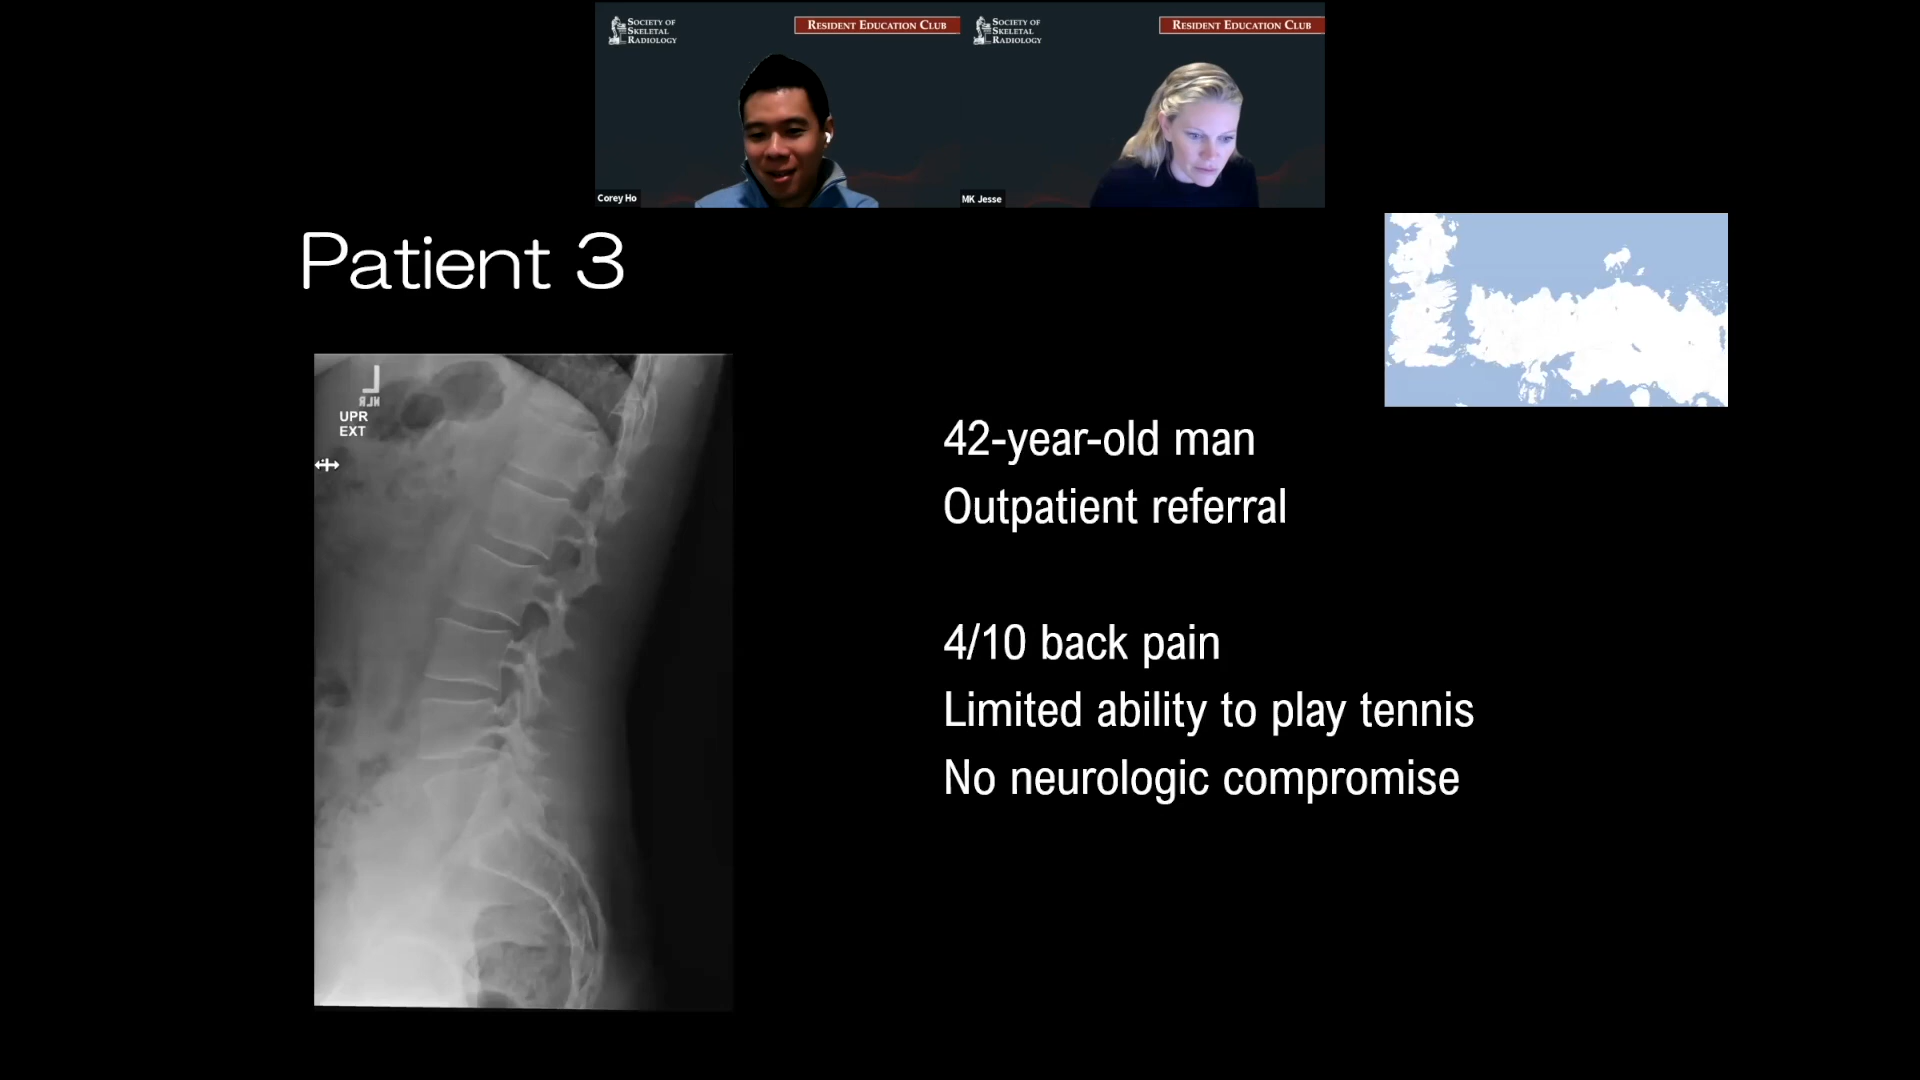 SOCIETY OF
SKELETAL
RADIOLOGY
RESIDENT EDUCATION CLUB
SOCIETY OF
SKELETAL
RADIOLOGY
RESIDENT EDUCATION CLUB
Corey Ho
MK Jesse
Patient 3
L
NLR
UPR
EXT
42-year-old man
Outpatient referral
4/10 back pain
Limited ability to play tennis
No neurologic compromise